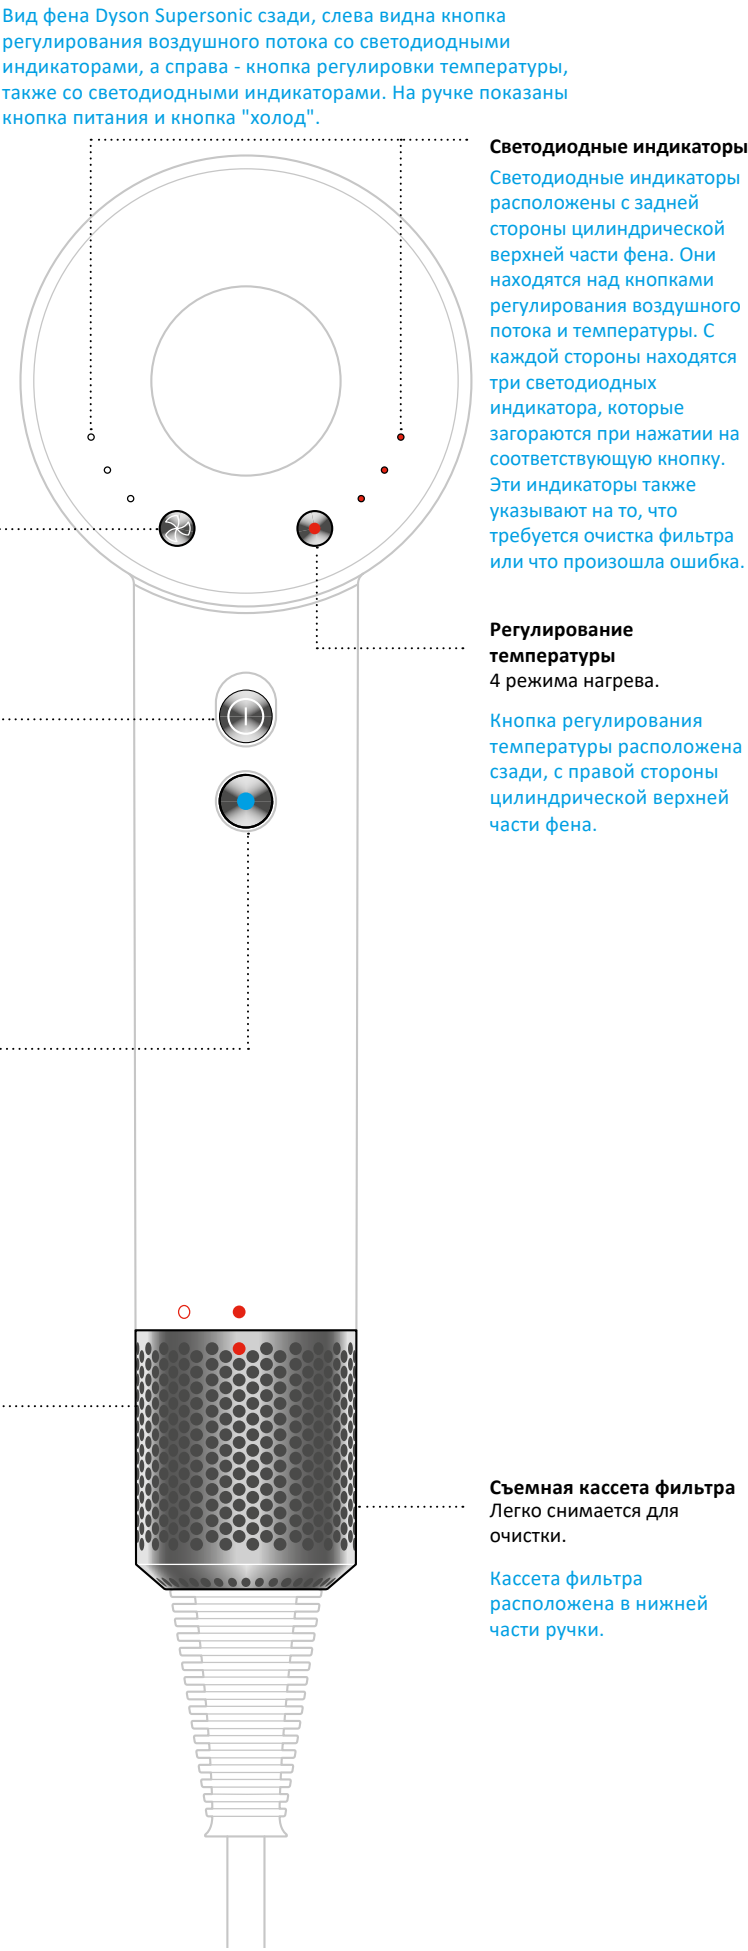 Вид фена Dyson Supersonic сзади, слева видна кнопка
регулирования воздушного потока со светодиодными
индикаторами, а справа - кнопка регулировки температуры,
также со светодиодными индикаторами. На ручке показаны
кнопка питания и кнопка "холод".
Светодиодные индикаторы
Светодиодные индикаторы
расположены с задней
стороны цилиндрической
верхней части фена. Они
находятся над кнопками
регулирования воздушного
потока и температуры. С
каждой стороны находятся
три светодиодных
индикатора, которые
загораются при нажатии на
соответствующую кнопку.
Эти индикаторы также
указывают на то, что
требуется очистка фильтра
или что произошла ошибка.
Регулирование
температуры
4 режима нагрева.
Кнопка регулирования
температуры расположена
сзади, с правой стороны
цилиндрической верхней
части фена.
Съемная кассета фильтра
Легко снимается для
очистки.
Кассета фильтра
расположена в нижней
части ручки.